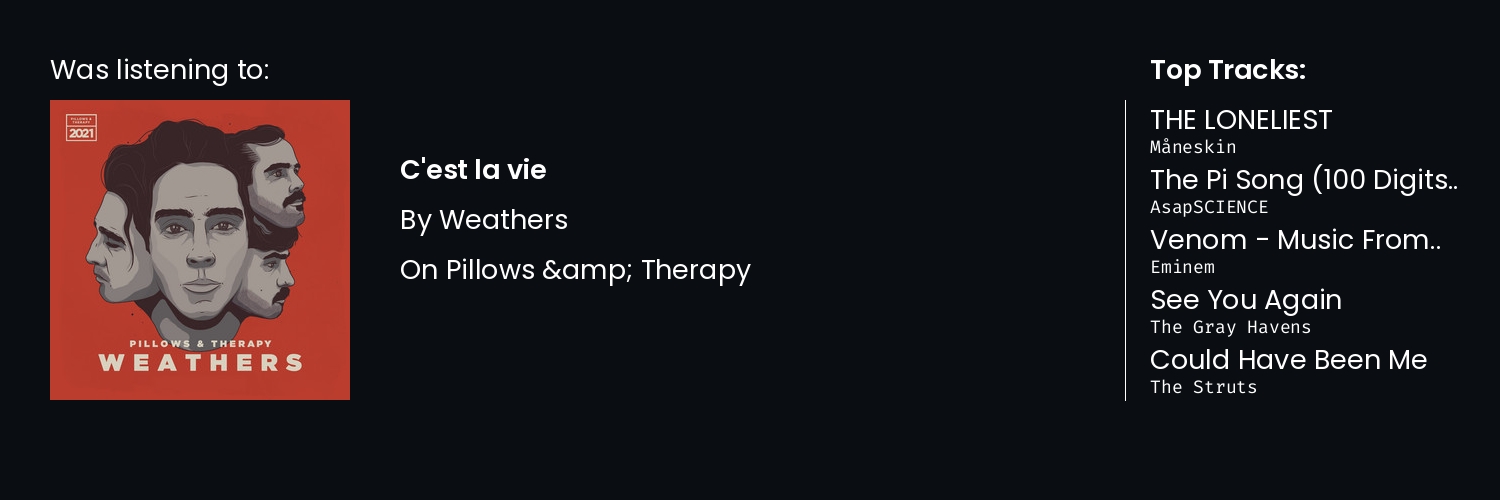 Was listening to:
PILLOWS &
THERAPY
2021
PILLOWS & THERAPY
WEATHERS
C'est la vie
By Weathers
On Pillows &amp; Therapy
Top Tracks:
THE LONELIEST
Måneskin
The Pi Song (100 Digits..
AsapSCIENCE
Venom - Music From..
Eminem
See You Again
The Gray Havens
Could Have Been Me
The Struts